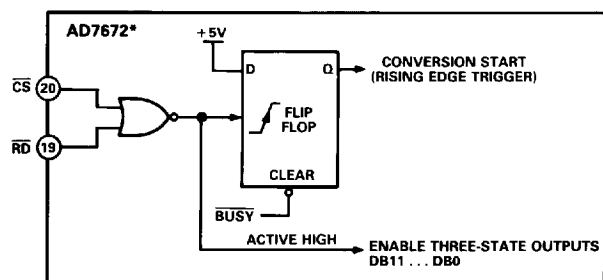 AD7672*
+5V
D
Q
CONVERSION START
(RISING EDGE TRIGGER)
CS
20
FLIP
FLOP
RD
19
CLEAR
BUSY
ACTIVE HIGH
ENABLE THREE-STATE OUTPUTS
DB11 . . . DB0